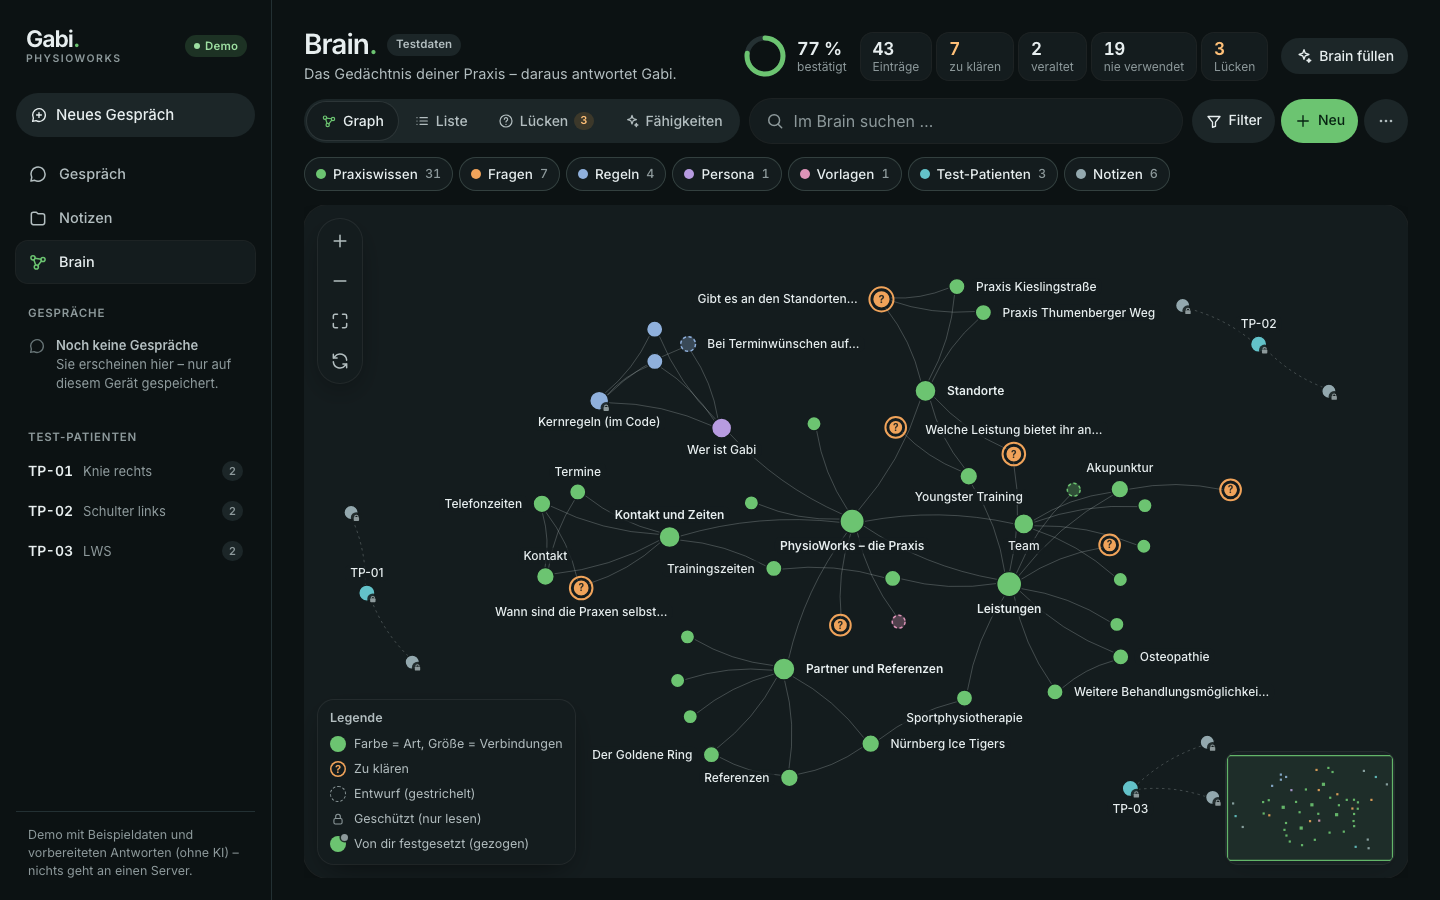 Gabi.
PHYSIOWORKS
Demo
Neues Gespräch
Gespräch
Notizen
Brain
GESPRÄCHE
Noch keine Gespräche
Sie erscheinen hier – nur auf
diesem Gerät gespeichert.
TEST-PATIENTEN
TP-01 Knie rechts 2
TP-02 Schulter links 2
TP-03 LWS 2
Demo mit Beispieldaten und
vorbereiteten Antworten (ohne KI) –
nichts geht an einen Server.
Brain. Testdaten
Das Gedächtnis deiner Praxis – daraus antwortet Gabi.
77 %
bestätigt
43
Einträge
7
zu klären
2
veraltet
19
nie verwendet
3
Lücken
Brain füllen
Graph
Liste
Lücken 3
Fähigkeiten
Im Brain suchen ...
Filter
Neu
Praxiswissen 31
Fragen 7
Regeln 4
Persona 1
Vorlagen 1
Test-Patienten 3
Notizen 6
Praxis Kieslingstraße
Gibt es an den Standorten...
?
Praxis Thumenberger Weg
TP-02
Bei Terminwünschen auf...
Standorte
Kernregeln (im Code)
?
Welche Leistung bietet ihr an...
Wer ist Gabi
?
Termine
Akupunktur
Telefonzeiten
Youngster Training
?
Kontakt und Zeiten
PhysioWorks – die Praxis
Team
?
Kontakt
Trainingszeiten
TP-01
?
Wann sind die Praxen selbst...
Leistungen
?
Osteopathie
Partner und Referenzen
Weitere Behandlungsmöglichkei...
Sportphysiotherapie
Der Goldene Ring
Nürnberg Ice Tigers
Referenzen
TP-03
Legende
Farbe = Art, Größe = Verbindungen
? Zu klären
Entwurf (gestrichelt)
Geschützt (nur lesen)
Von dir festgesetzt (gezogen)